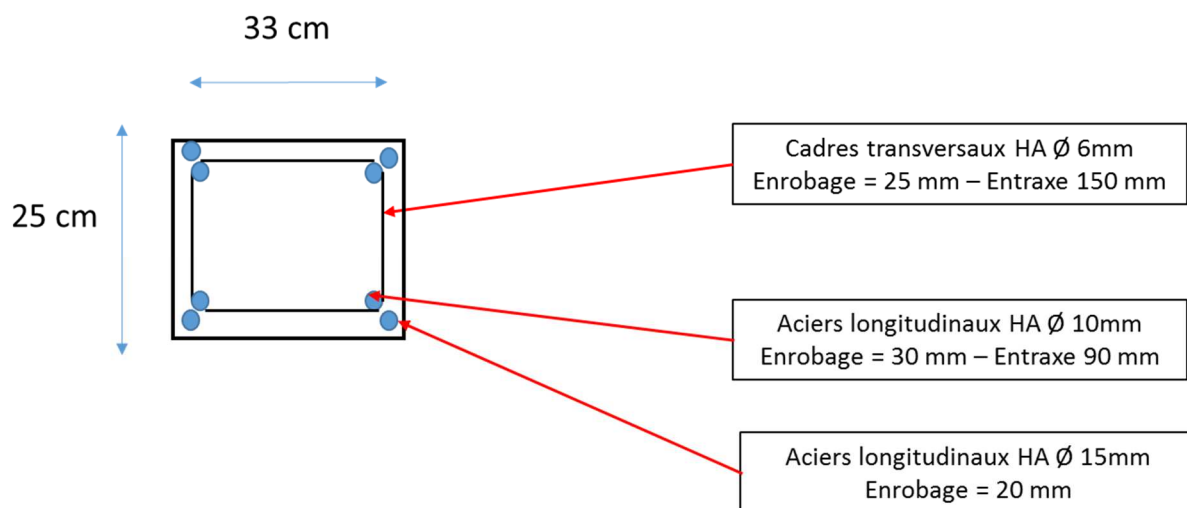 33 cm
25 cm
Cadres transversaux HA Ø 6mm
Enrobage = 25 mm – Entraxe 150 mm
Aciers longitudinaux HA Ø 10mm
Enrobage = 30 mm – Entraxe 90 mm
Aciers longitudinaux HA Ø 15mm
Enrobage = 20 mm